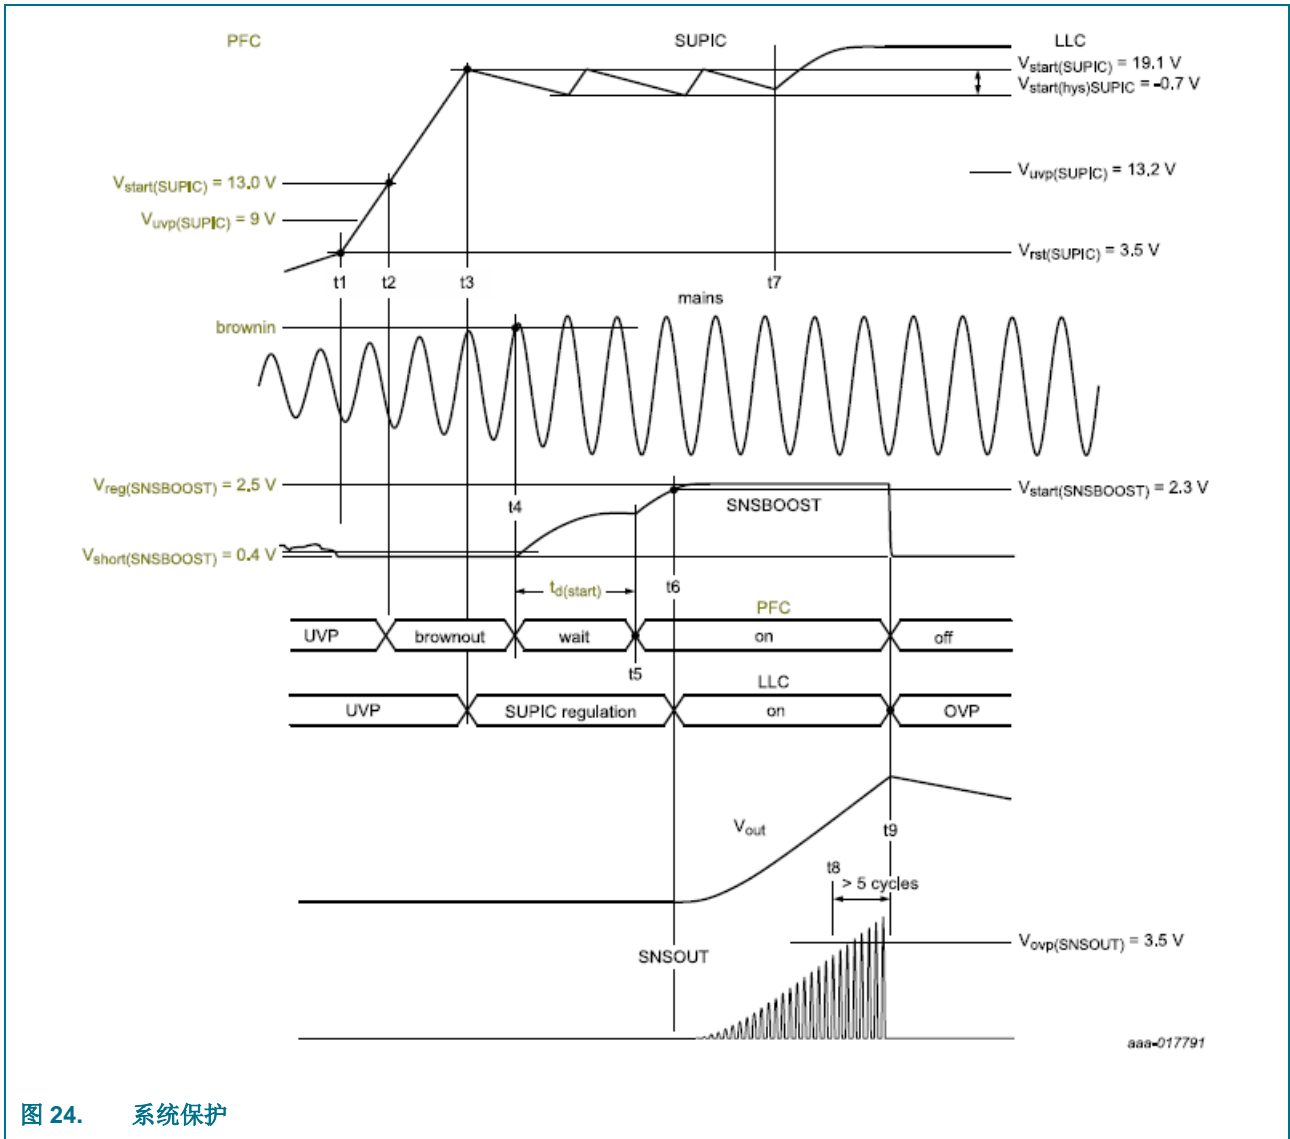 PFC SUPIC LLC
Vstart(SUPIC) = 19.1 V
Vstart(hys)SUPIC = -0.7 V
Vstart(SUPIC) = 13.0 V
Vuvp(SUPIC) = 13.2 V
Vuvp(SUPIC) = 9 V
Vrst(SUPIC) = 3.5 V
t1 t2 t3 t7
mains
brownin
Vreg(SNSBOOST) = 2.5 V
Vstart(SNSBOOST) = 2.3 V
t4
SNSBOOST
Vshort(SNSBOOST) = 0.4 V
td(start)
t6
PFC
UVP brownout wait on off
t5
LLC
UVP SUPIC regulation on OVP
Vout
t9
t8
> 5 cycles
Vovp(SNSOUT) = 3.5 V
SNSOUT
aaa-017791
图 24. 系统保护